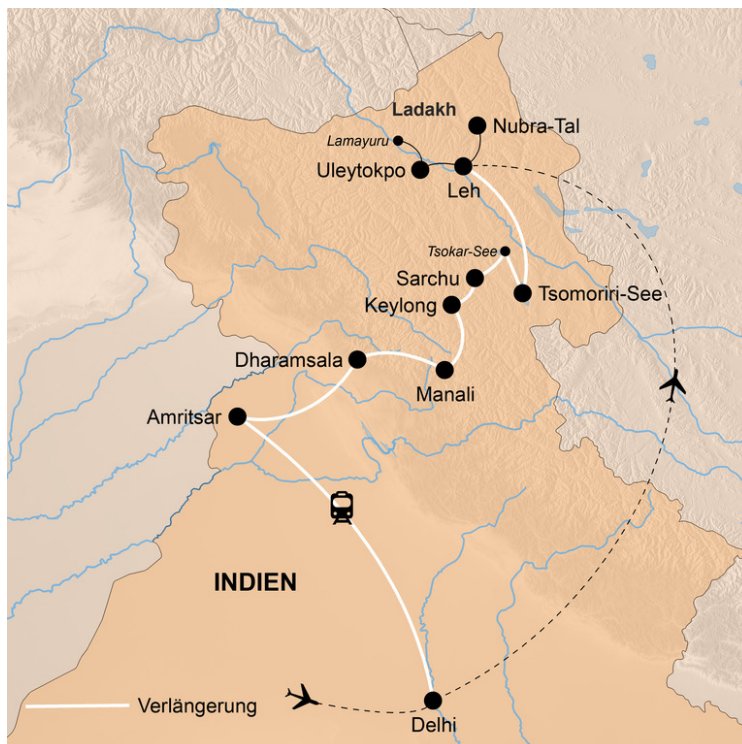 Ladakh
Nubra-Tal
Lamayuru
Uleytokpo
Leh
Tsokar-See
Sarchu
Tsomoriri-See
Keylong
Dharamsala
Manali
Amritsar
INDIEN
Verlängerung
Delhi